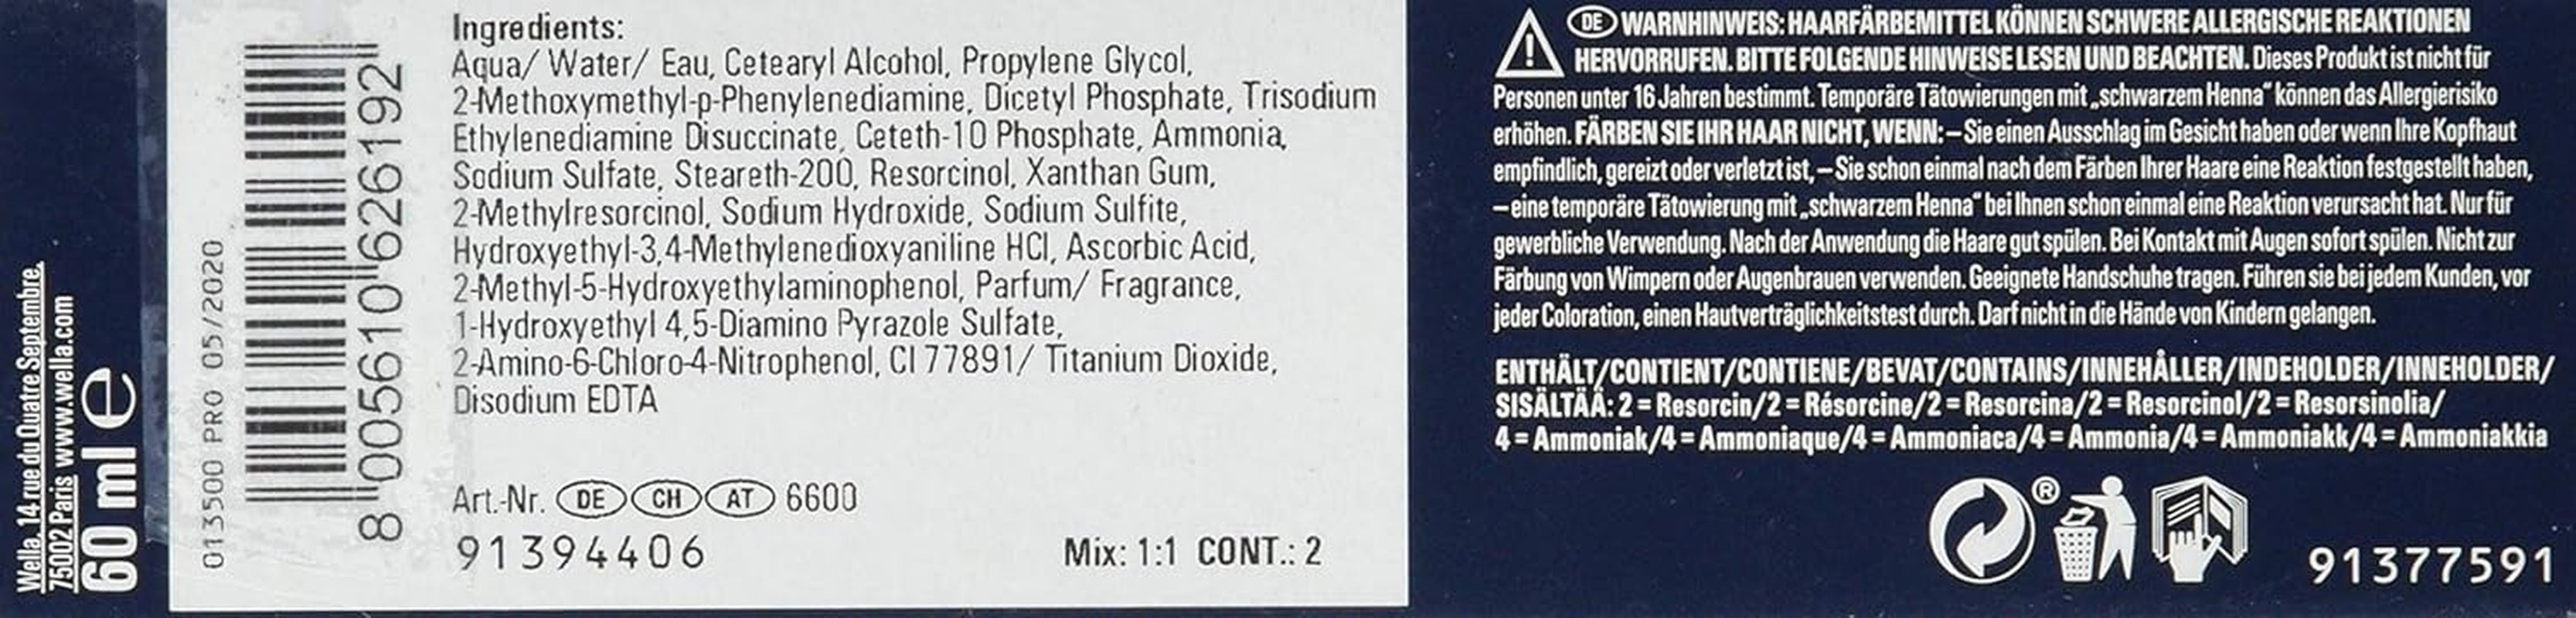 Wella, 14 rue du Quatre Septembre,
75002 Paris www.wella.com
60 ml e
013500 PRO 05/2020
8 005610 626192
Ingredients:
Aqua/ Water/ Eau, Cetearyl Alcohol, Propylene Glycol,
2-Methoxymethyl-p-Phenylenediamine, Dicetyl Phosphate, Trisodium
Ethylenediamine Disuccinate, Ceteth-10 Phosphate, Ammonia,
Sodium Sulfate, Steareth-200, Resorcinol, Xanthan Gum,
2-Methylresorcinol, Sodium Hydroxide, Sodium Sulfite,
Hydroxyethyl-3,4-Methylenedioxyaniline HCl, Ascorbic Acid,
2-Methyl-5-Hydroxyethylaminophenol, Parfum/ Fragrance,
1-Hydroxyethyl 4,5-Diamino Pyrazole Sulfate,
2-Amino-6-Chloro-4-Nitrophenol, CI 77891/ Titanium Dioxide,
Disodium EDTA
Art.-Nr. DE CH AT 6600
91394406
Mix: 1:1 CONT.: 2
DE WARNHINWEIS: HAARFÄRBEMITTEL KÖNNEN SCHWERE ALLERGISCHE REAKTIONEN
HERVORRUFEN. BITTE FOLGENDE HINWEISE LESEN UND BEACHTEN. Dieses Produkt ist nicht für
Personen unter 16 Jahren bestimmt. Temporäre Tätowierungen mit „schwarzem Henna“ können das Allergierisiko
erhöhen. FÄRBEN SIE IHR HAAR NICHT, WENN: – Sie einen Ausschlag im Gesicht haben oder wenn Ihre Kopfhaut
empfindlich, gereizt oder verletzt ist, – Sie schon einmal nach dem Färben Ihrer Haare eine Reaktion festgestellt haben,
– eine temporäre Tätowierung mit „schwarzem Henna“ bei Ihnen schon einmal eine Reaktion verursacht hat. Nur für
gewerbliche Verwendung. Nach der Anwendung die Haare gut spülen. Bei Kontakt mit Augen sofort spülen. Nicht zur
Färbung von Wimpern oder Augenbrauen verwenden. Geeignete Handschuhe tragen. Führen sie bei jedem Kunden, vor
jeder Coloration, einen Hautverträglichkeitstest durch. Darf nicht in die Hände von Kindern gelangen.
ENTHÄLT/CONTIENT/CONTIENE/BEVAT/CONTAINS/INNEHÅLLER/INDEHOLDER/INNEHOLDER/
SISÄLTÄÄ: 2 = Resorcin/2 = Résorcine/2 = Resorcina/2 = Resorcinol/2 = Resorsinolia/
4 = Ammoniak/4 = Ammoniaque/4 = Ammoniaca/4 = Ammonia/4 = Ammoniakk/4 = Ammoniakkia
®
91377591